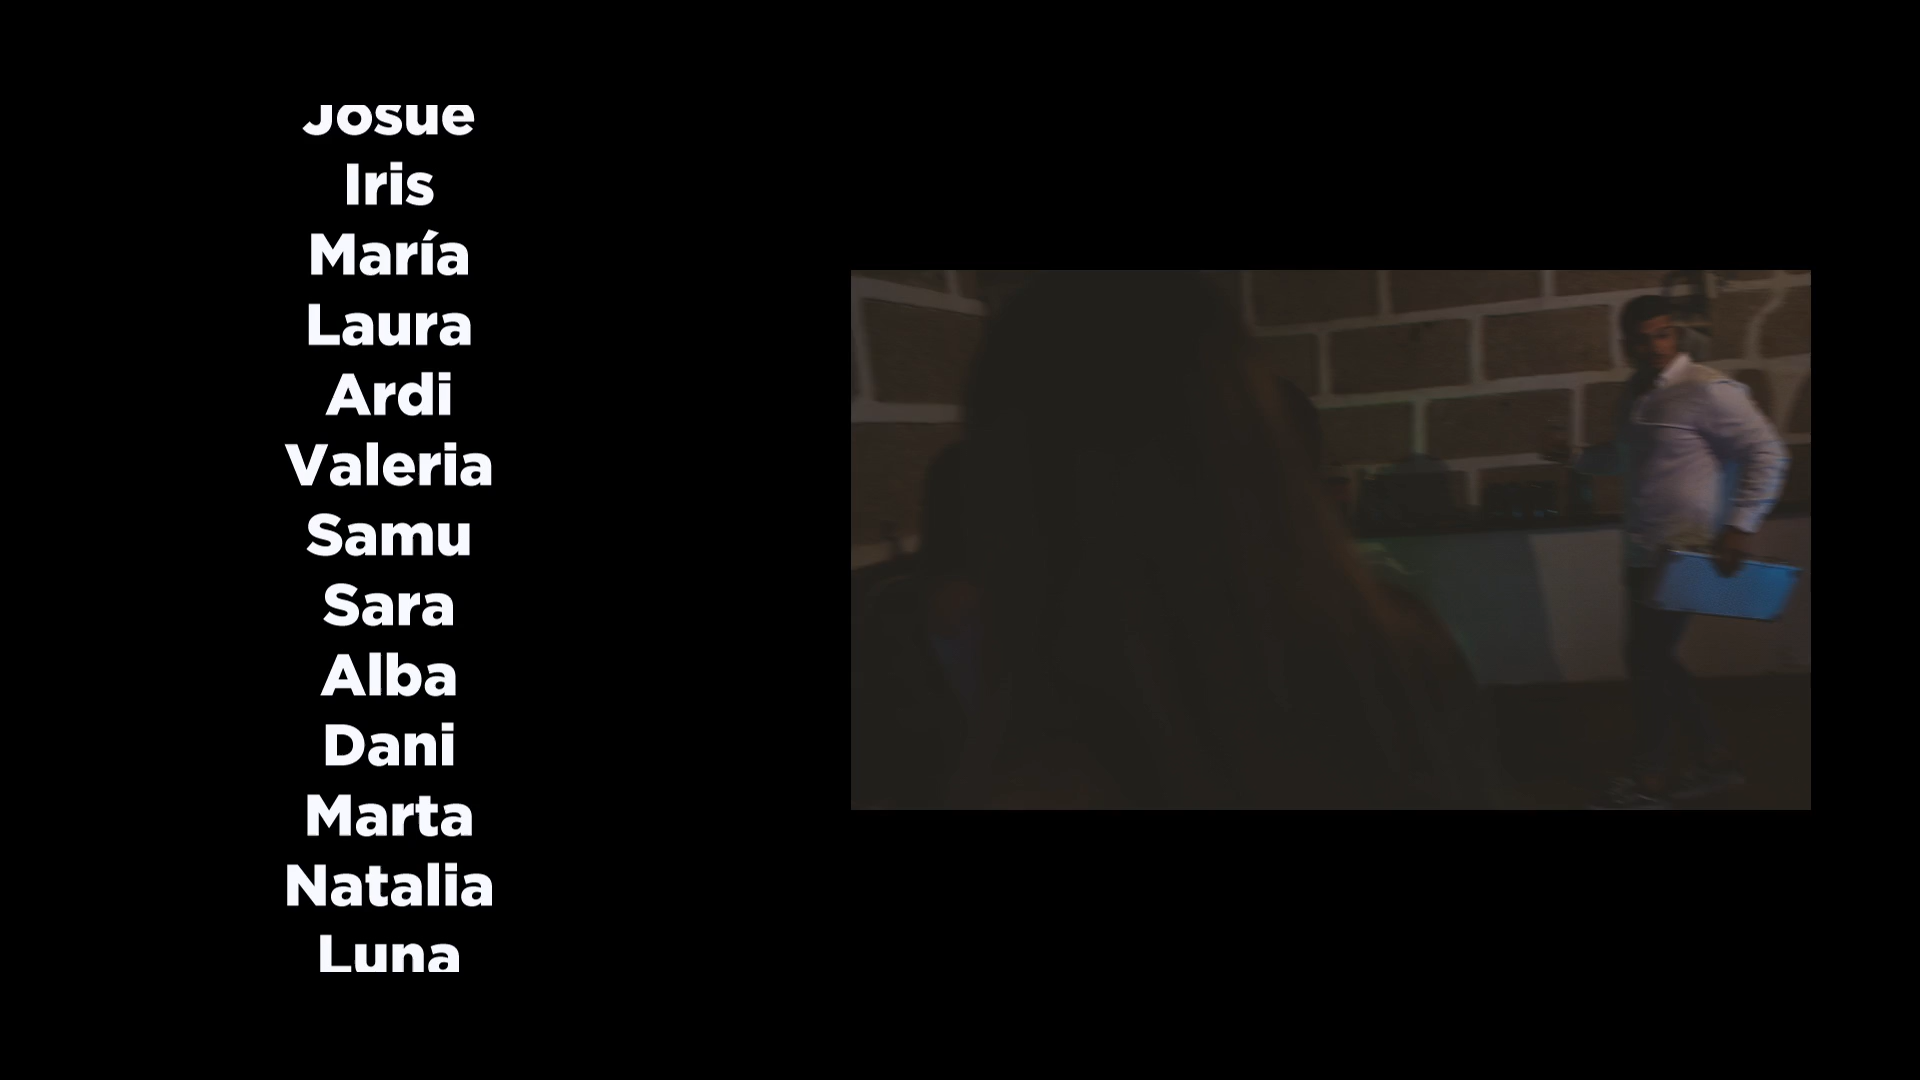 Josue
Iris
María
Laura
Ardi
Valeria
Samu
Sara
Alba
Dani
Marta
Natalia
Luna